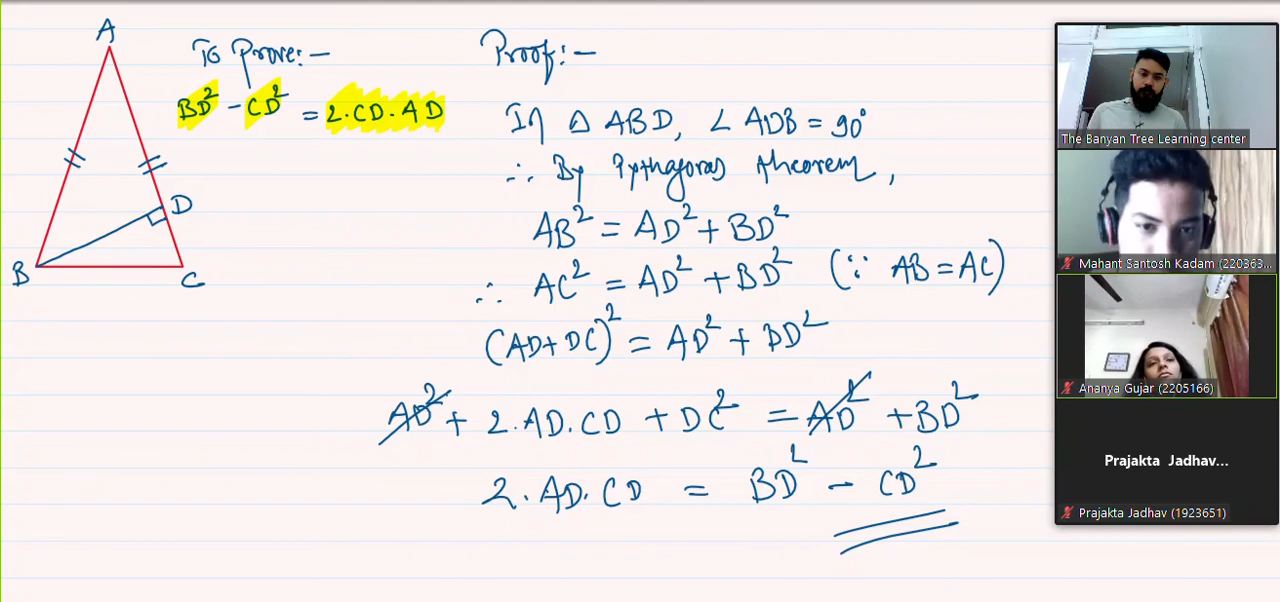 A
B
C
D
To Prove:-
BD² - CD² = 2.CD.AD
Proof:-
In △ ABD, ∠ ADB = 90°
∴ By Pythagoras theorem,
AB² = AD² + BD²
∴ AC² = AD² + BD² (∵ AB = AC)
(AD + DC)² = AD² + BD²
AD² + 2.AD.CD + DC² = AD² + BD²
2.AD.CD = BD² - CD²
The Banyan Tree Learning center
Mahant Santosh Kadam (220363...
Ananya Gujar (2205166)
Prajakta Jadhav...
Prajakta Jadhav (1923651)